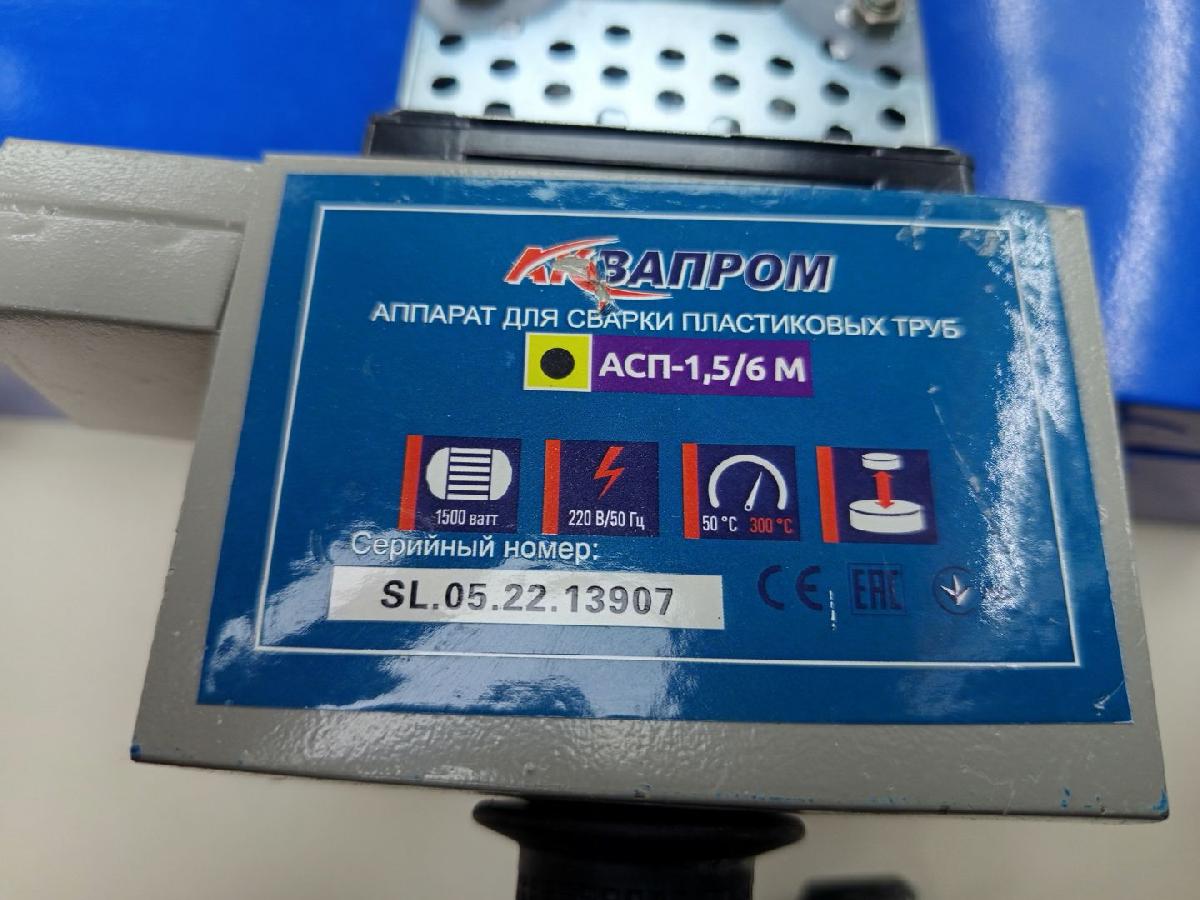 АКВАПРОМ
АППАРАТ ДЛЯ СВАРКИ ПЛАСТИКОВЫХ ТРУБ
АСП-1,5/6 М
1500 ватт
220 В/50 Гц
50 °C 300 °C
Серийный номер:
SL.05.22.13907
CE EAC